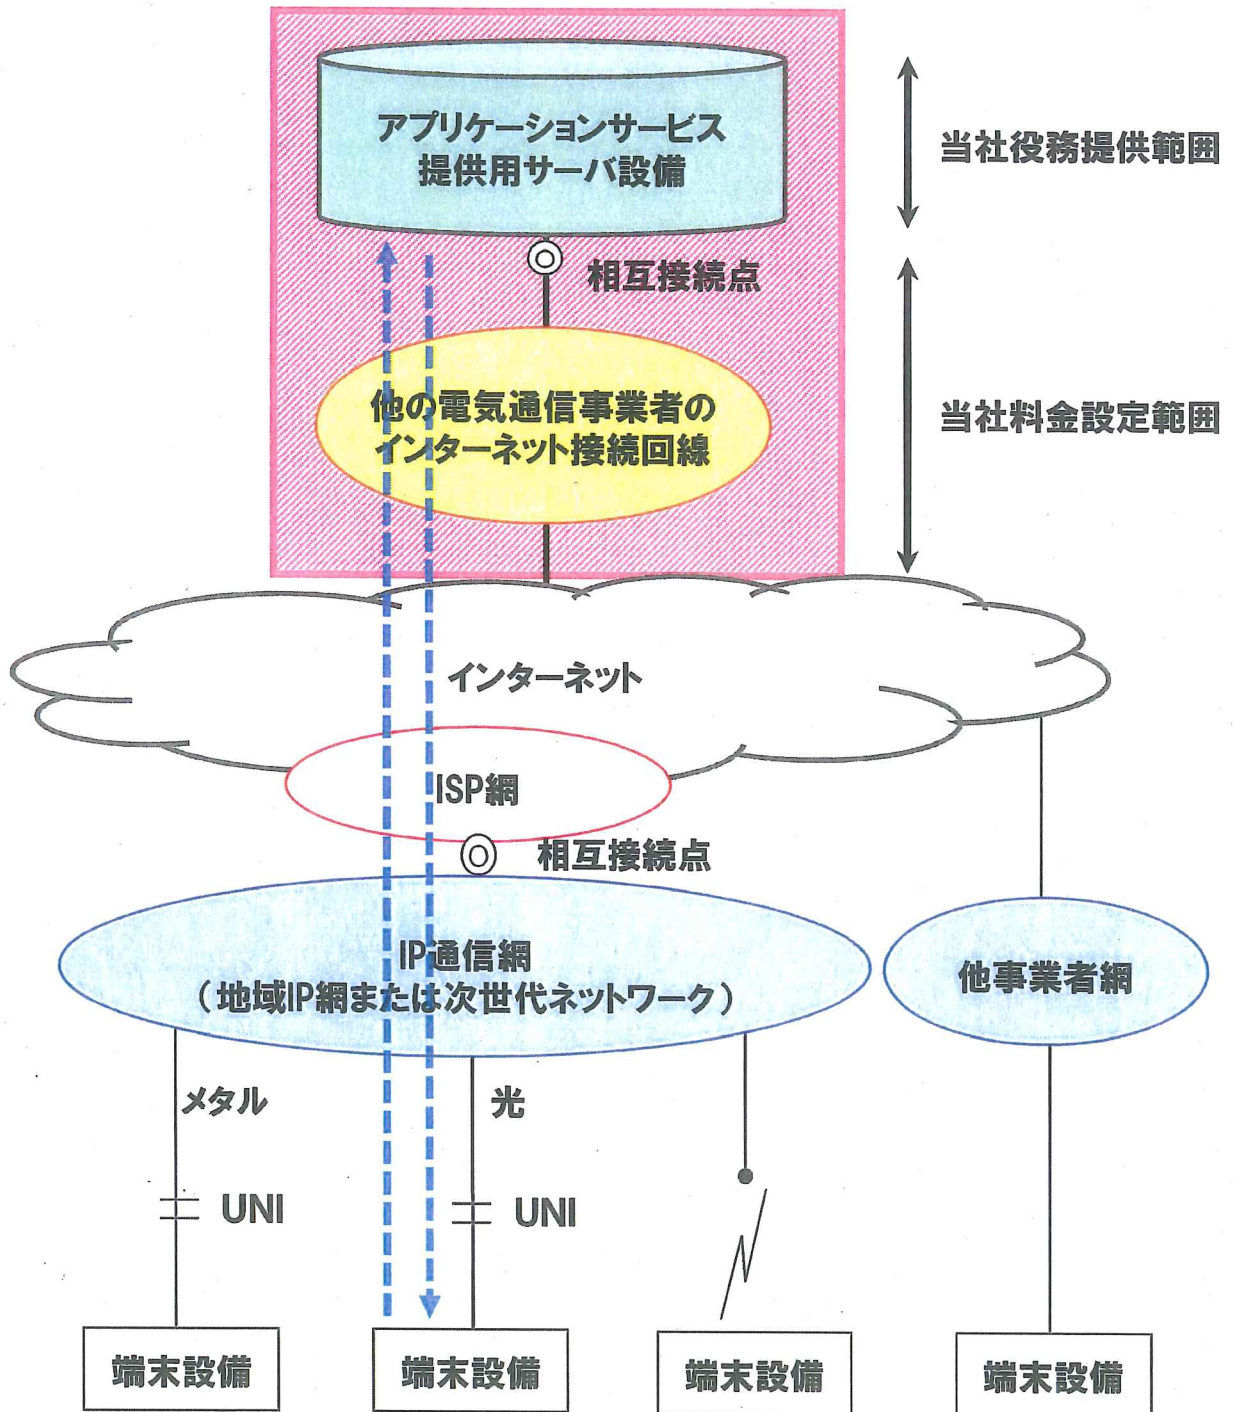 アプリケーションサービス
提供用サーバ設備
当社役務提供範囲
相互接続点
他の電気通信事業者の
インターネット接続回線
当社料金設定範囲
インターネット
ISP網
相互接続点
IP通信網
(地域IP網または次世代ネットワーク)
他事業者網
メタル
光
UNI
UNI
端末設備
端末設備
端末設備
端末設備